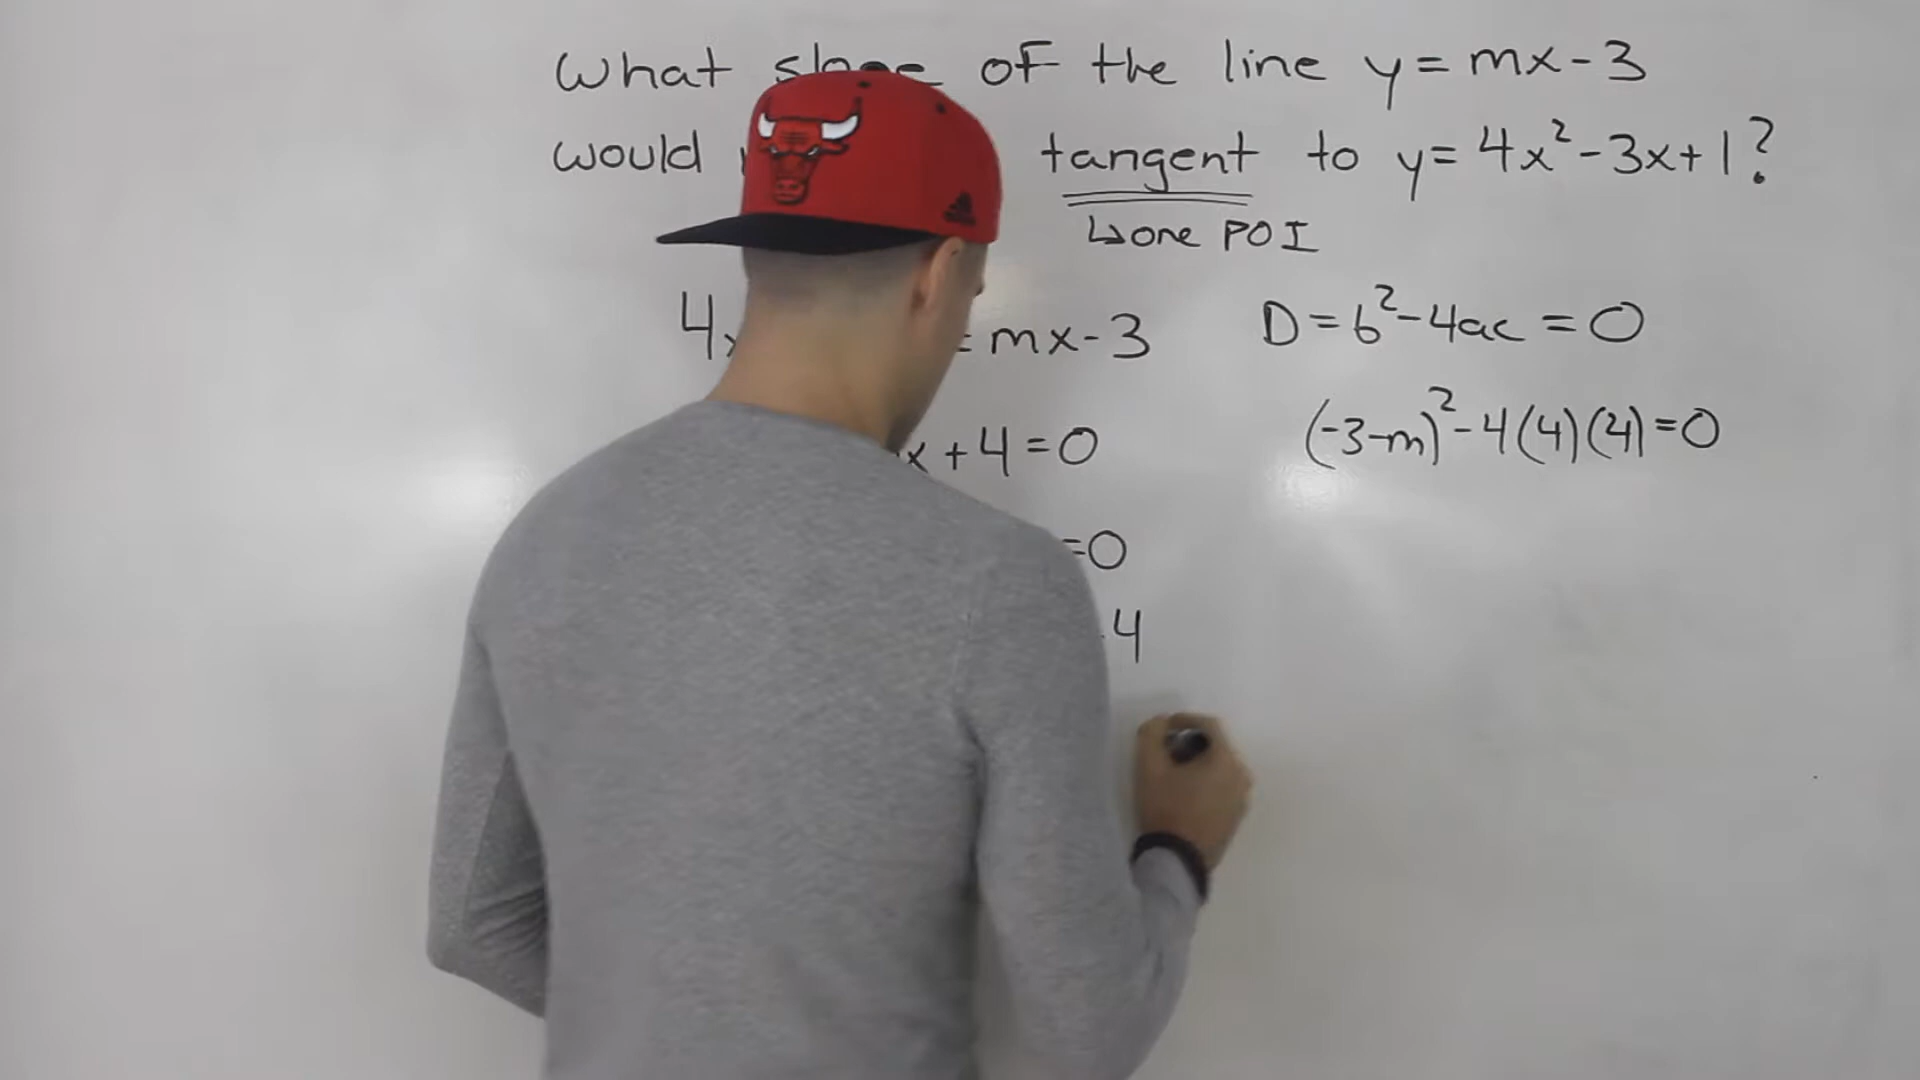 What slope of the line y=mx-3
would tangent to y=4x²-3x+1?
↳one POI
4x =mx-3
D=b²-4ac=0
x+4=0
(-3-m)²-4(4)(4)=0
=0
4